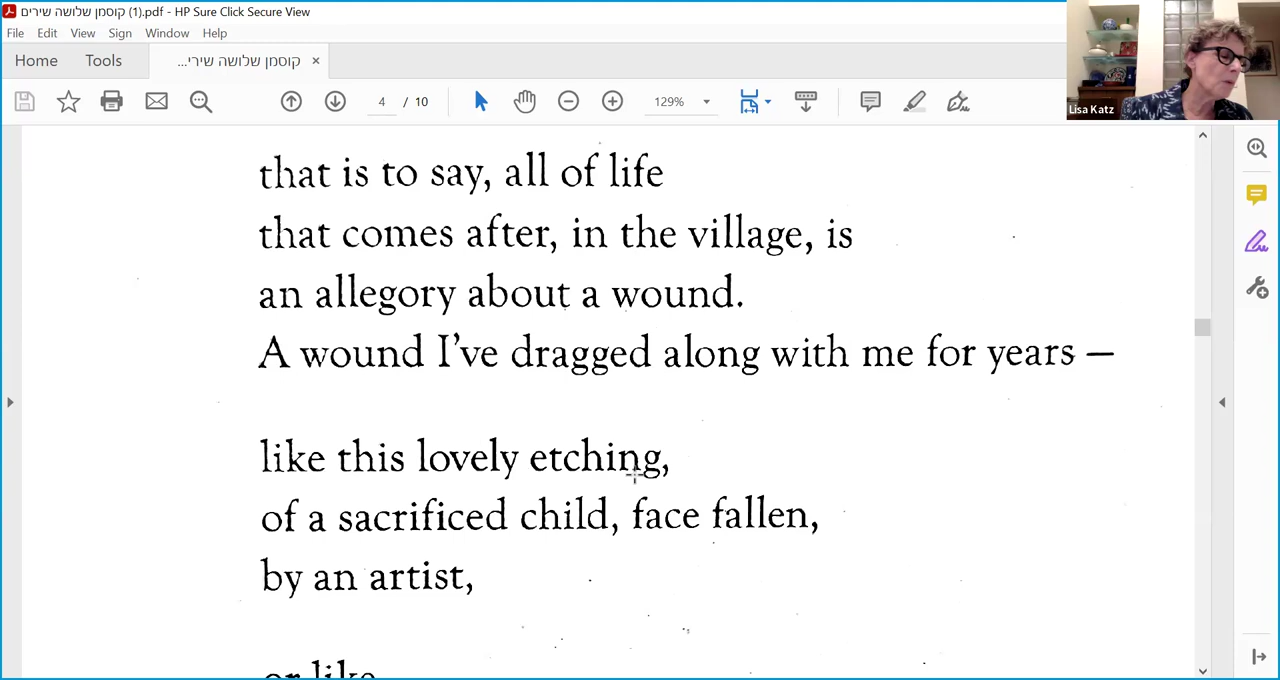 קוסמן שלושה שירים (1).pdf - HP Sure Click Secure View
File Edit View Sign Window Help
Home Tools קוסמן שלושה שירי... ×
4 / 10 129%
Lisa Katz
that is to say, all of life
that comes after, in the village, is
an allegory about a wound.
A wound I've dragged along with me for years —
like this lovely etching,
of a sacrificed child, face fallen,
by an artist,
or like